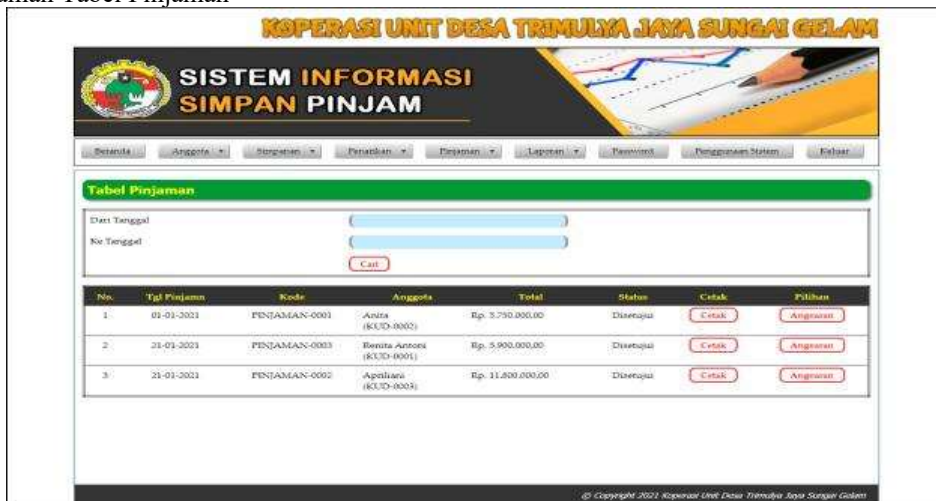 man Tabel Pinjaman
KOPERASI UNIT DESA TRIMULYA JAYA SUNGAI GELAM
SISTEM INFORMASI
SIMPAN PINJAM
Beranda Anggota Simpanan Penarikan Pinjaman Laporan Password Penggunaan Sistem Keluar
Tabel Pinjaman
Dari Tanggal
Ke Tanggal
Cari
No. Tgl Pinjamn Kode Anggota Total Status Cetak Pilihan
1 01-01-2021 PINJAMAN-0001 Anita (KUD-0002) Rp. 3.750.000,00 Disetujui Cetak Angsuran
2 21-01-2021 PINJAMAN-0003 Renita Antoni (KUD-0001) Rp. 5.900.000,00 Disetujui Cetak Angsuran
3 21-01-2021 PINJAMAN-0002 Apriliara (KUD-0003) Rp. 11.800.000,00 Disetujui Cetak Angsuran
© Copyright 2021 Koperasi Unit Desa Trimulya Jaya Sungai Gelam